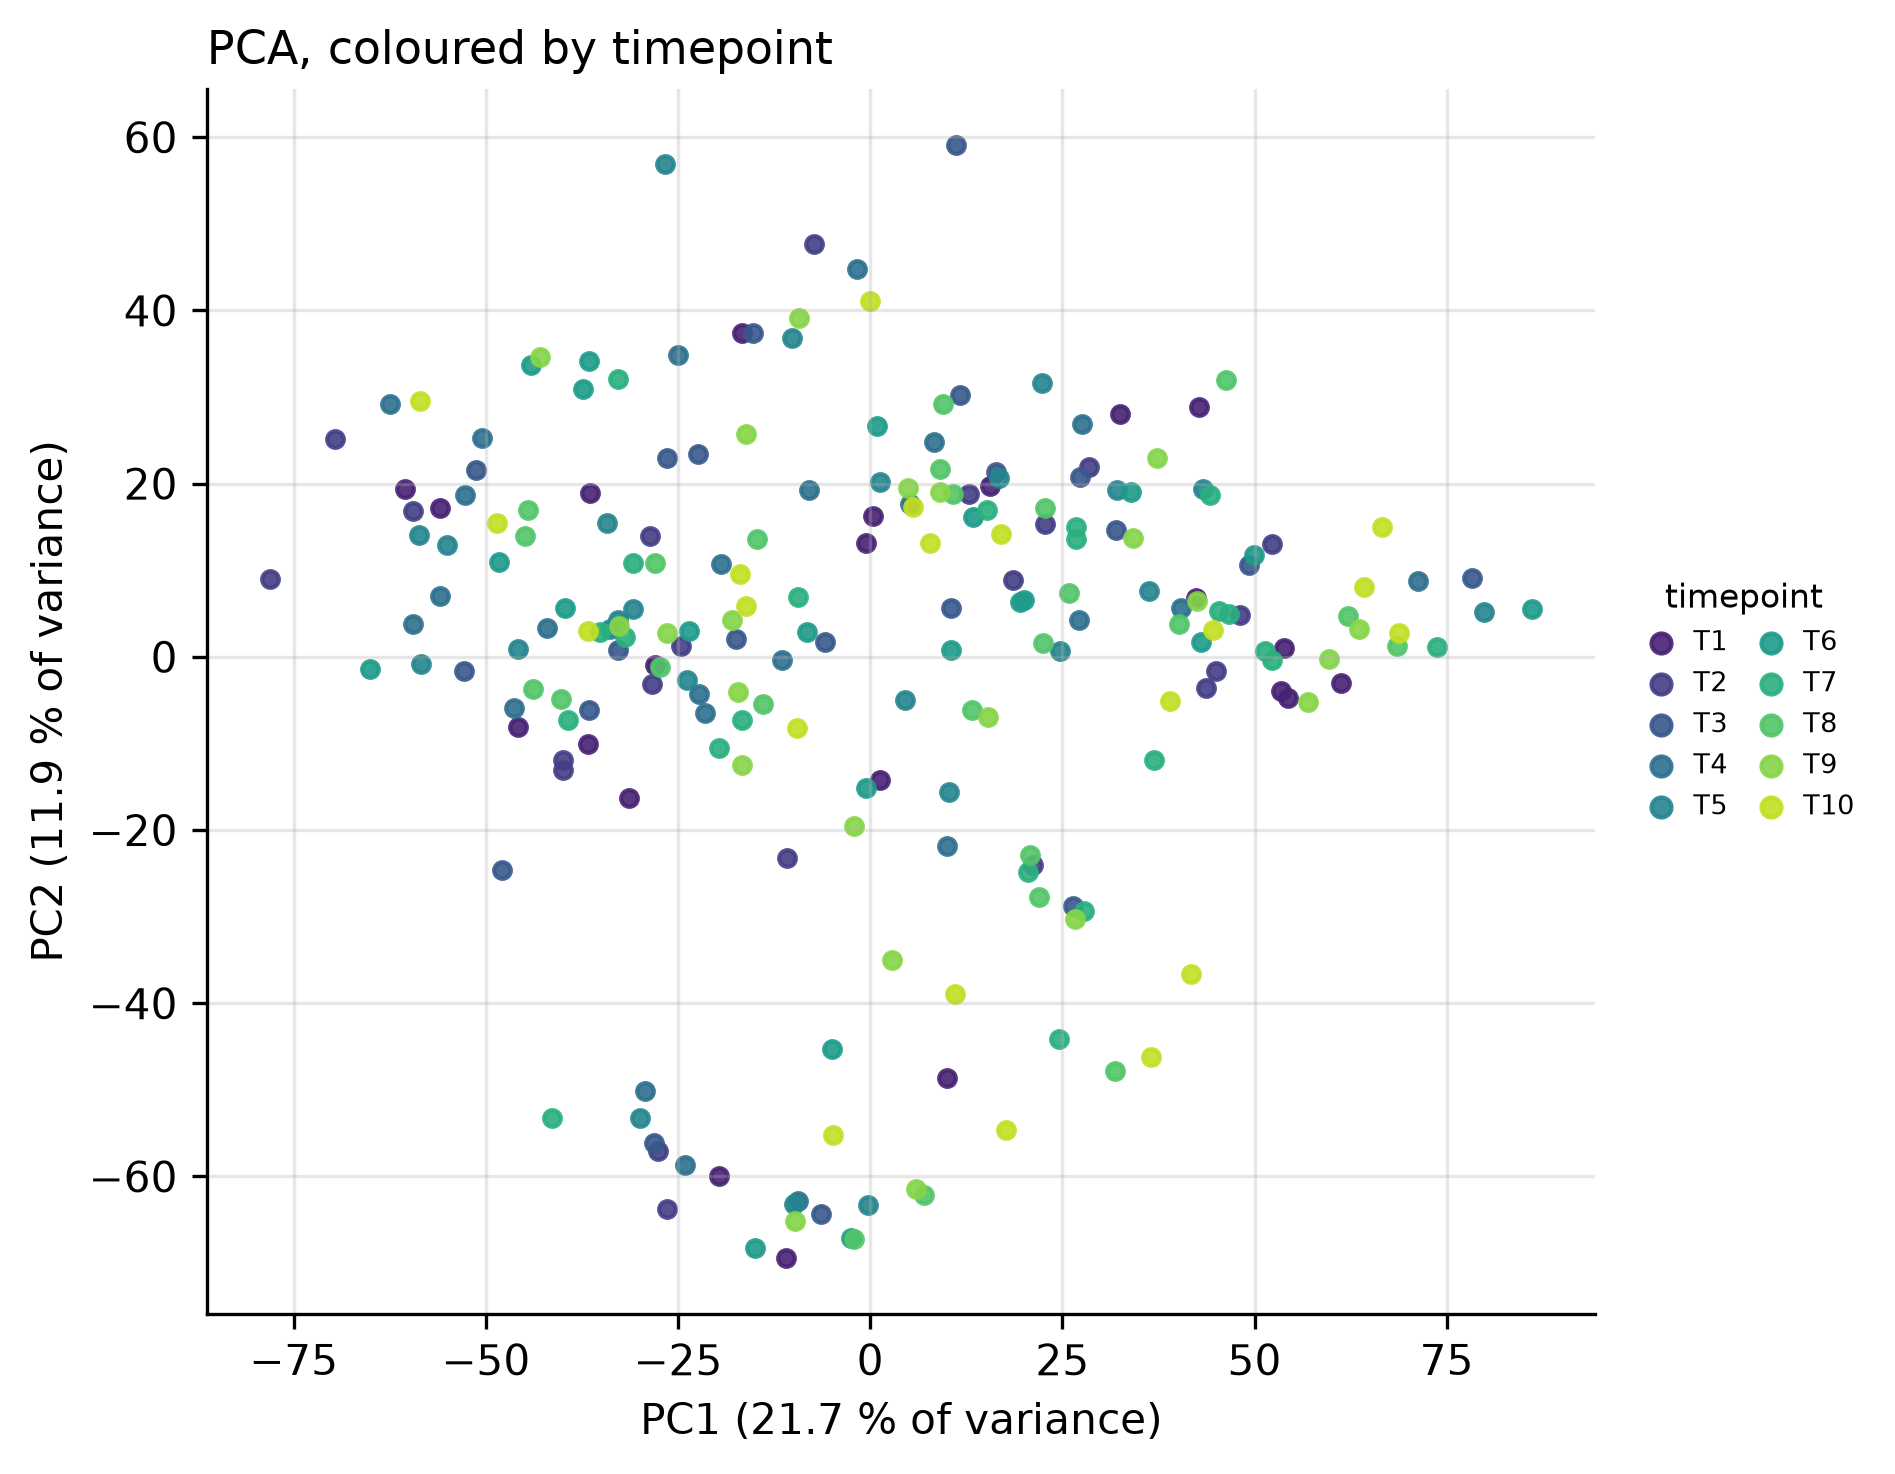 PCA, coloured by timepoint
60
40
20
0
−20
−40
−60
PC2 (11.9 % of variance)
−75
−50
−25
0
25
50
75
PC1 (21.7 % of variance)
timepoint
T1
T2
T3
T4
T5
T6
T7
T8
T9
T10